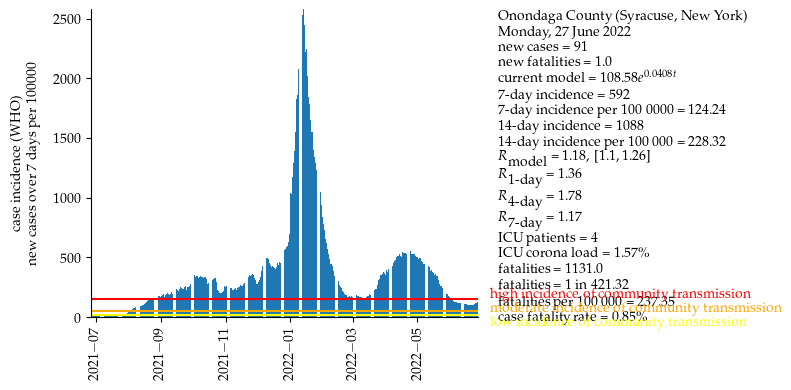 2500
2000
1500
1000
500
0
case incidence (WHO)
new cases over 7 days per 100000
2021-07
2021-09
2021-11
2022-01
2022-03
2022-05
Onondaga County (Syracuse, New York)
Monday, 27 June 2022
new cases = 91
new fatalities = 1.0
current model = 108.58e^0.0408t
7-day incidence = 592
7-day incidence per 100 0000 = 124.24
14-day incidence = 1088
14-day incidence per 100 000 = 228.32
R_model = 1.18, [1.1, 1.26]
R_1-day = 1.36
R_4-day = 1.78
R_7-day = 1.17
ICU patients = 4
ICU corona load = 1.57%
fatalities = 1131.0
fatalities = 1 in 421.32
high incidence of community transmission
fatalities per 100 000 = 237.35
moderate incidence of community transmission
case fatality rate = 0.85%
low incidence of community transmission